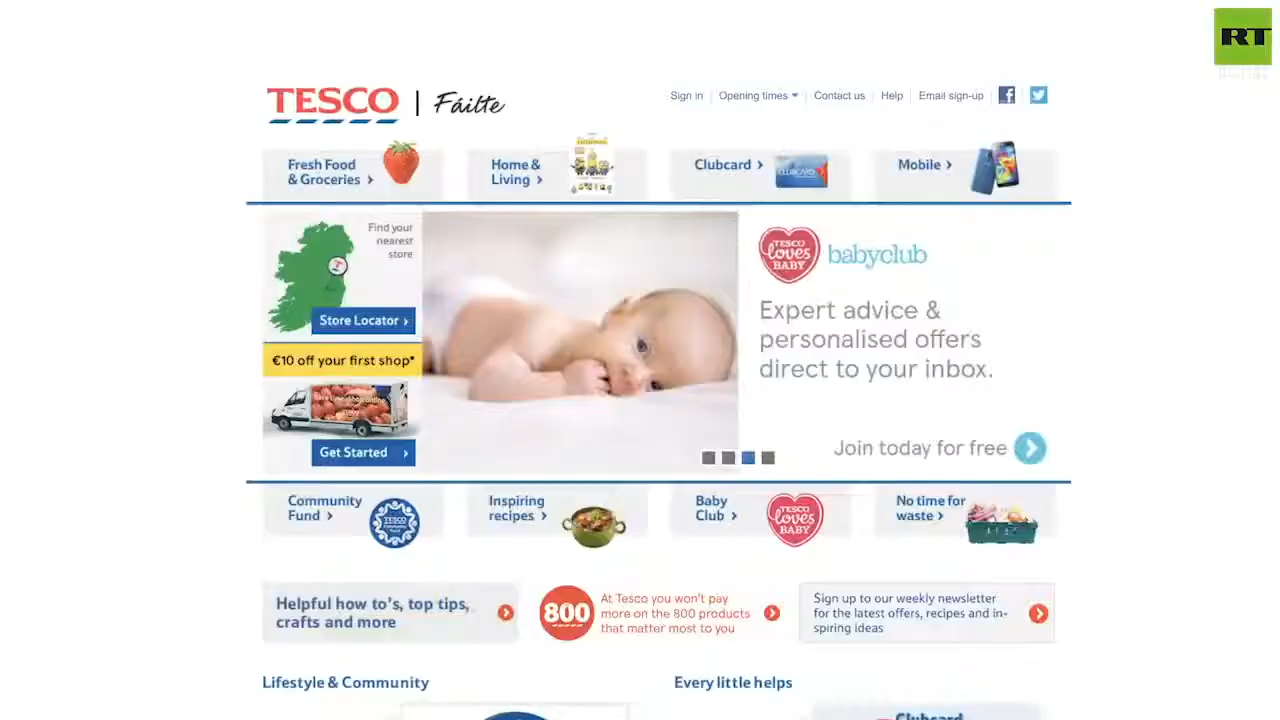 RT
TESCO | Fáilte
Sign in
Opening times
Contact us
Help
Email sign-up
Fresh Food
& Groceries
Home &
Living
Clubcard
CLUBCARD
Mobile
Find your
nearest
store
Store Locator
€10 off your first shop*
Get Started
TESCO
loves
BABY
babyclub
Expert advice &
personalised offers
direct to your inbox.
Join today for free
Community
Fund
TESCO
Inspiring
recipes
Baby
Club
TESCO
loves
BABY
No time for
waste
Helpful how to's, top tips,
crafts and more
800
At Tesco you won't pay
more on the 800 products
that matter most to you
Sign up to our weekly newsletter
for the latest offers, recipes and in-
spiring ideas
Lifestyle & Community
Every little helps
Clubcard